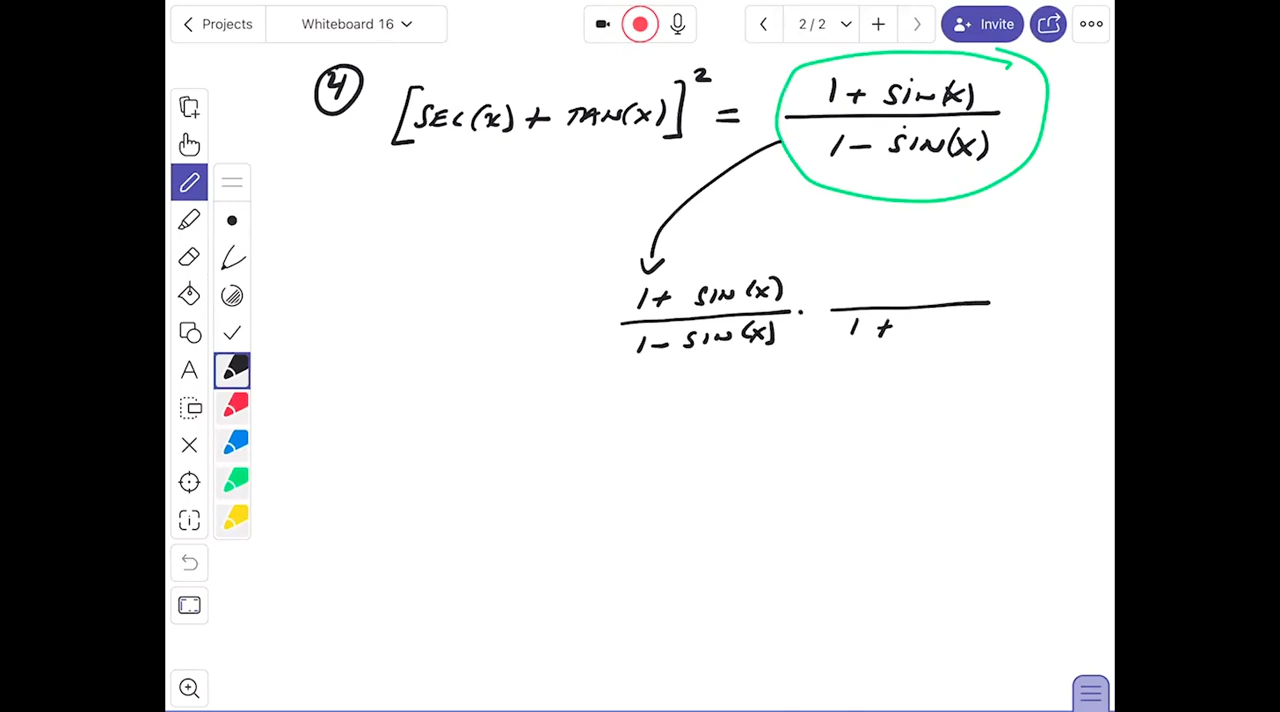 Projects
Whiteboard 16
2 / 2
Invite
4 [SEC(x) + TAN(x)]² = 1 + sin(x)
1 - sin(x)
1 + sin(x)
1 - sin(x) · 1 +
A